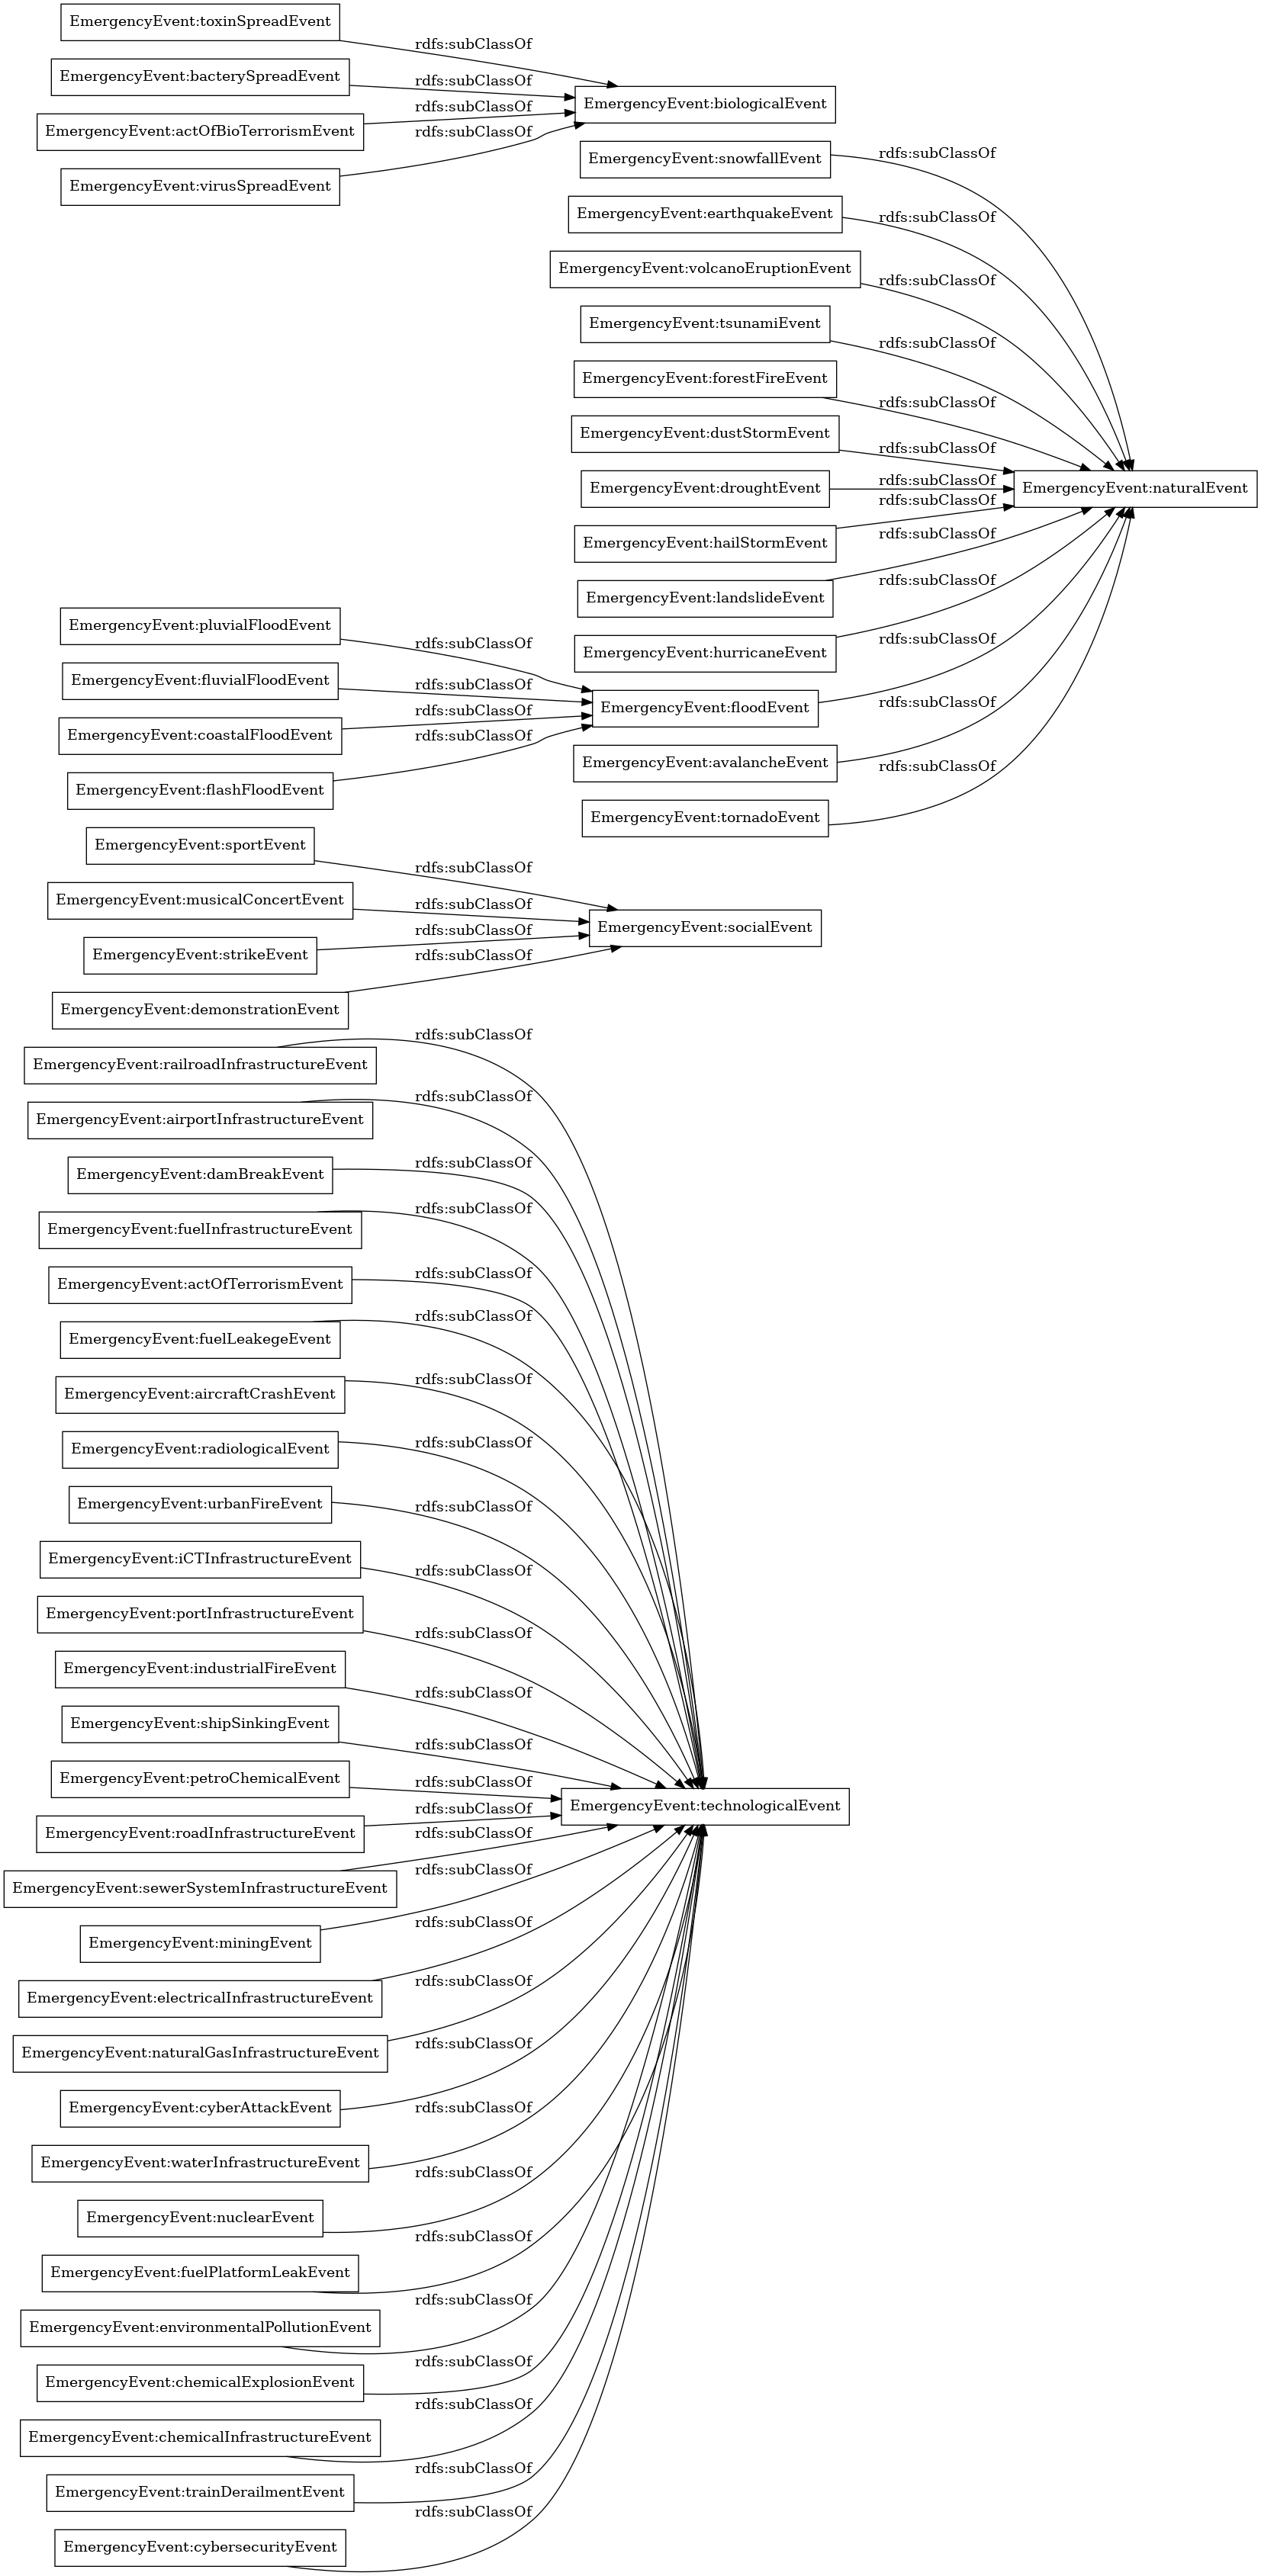 EmergencyEvent:toxinSpreadEvent
rdfs:subClassOf
EmergencyEvent:bacterySpreadEvent
rdfs:subClassOf
EmergencyEvent:biologicalEvent
rdfs:subClassOf
EmergencyEvent:actOfBioTerrorismEvent
rdfs:subClassOf
EmergencyEvent:virusSpreadEvent
EmergencyEvent:snowfallEvent
rdfs:subClassOf
EmergencyEvent:earthquakeEvent
rdfs:subClassOf
EmergencyEvent:volcanoEruptionEvent
rdfs:subClassOf
EmergencyEvent:tsunamiEvent
rdfs:subClassOf
EmergencyEvent:forestFireEvent
rdfs:subClassOf
EmergencyEvent:dustStormEvent
rdfs:subClassOf
EmergencyEvent:droughtEvent
rdfs:subClassOf
EmergencyEvent:naturalEvent
rdfs:subClassOf
EmergencyEvent:hailStormEvent
rdfs:subClassOf
EmergencyEvent:landslideEvent
rdfs:subClassOf
EmergencyEvent:hurricaneEvent
rdfs:subClassOf
EmergencyEvent:pluvialFloodEvent
rdfs:subClassOf
EmergencyEvent:fluvialFloodEvent
rdfs:subClassOf
EmergencyEvent:floodEvent
rdfs:subClassOf
EmergencyEvent:coastalFloodEvent
rdfs:subClassOf
rdfs:subClassOf
EmergencyEvent:avalancheEvent
rdfs:subClassOf
EmergencyEvent:flashFloodEvent
EmergencyEvent:tornadoEvent
EmergencyEvent:sportEvent
rdfs:subClassOf
EmergencyEvent:musicalConcertEvent
rdfs:subClassOf
EmergencyEvent:socialEvent
rdfs:subClassOf
EmergencyEvent:strikeEvent
rdfs:subClassOf
EmergencyEvent:demonstrationEvent
rdfs:subClassOf
EmergencyEvent:railroadInfrastructureEvent
rdfs:subClassOf
EmergencyEvent:airportInfrastructureEvent
rdfs:subClassOf
EmergencyEvent:damBreakEvent
rdfs:subClassOf
EmergencyEvent:fuelInfrastructureEvent
rdfs:subClassOf
EmergencyEvent:actOfTerrorismEvent
rdfs:subClassOf
EmergencyEvent:fuelLeakegeEvent
rdfs:subClassOf
EmergencyEvent:aircraftCrashEvent
rdfs:subClassOf
EmergencyEvent:radiologicalEvent
rdfs:subClassOf
EmergencyEvent:urbanFireEvent
rdfs:subClassOf
EmergencyEvent:iCTInfrastructureEvent
rdfs:subClassOf
EmergencyEvent:portInfrastructureEvent
rdfs:subClassOf
EmergencyEvent:industrialFireEvent
rdfs:subClassOf
EmergencyEvent:shipSinkingEvent
rdfs:subClassOf
EmergencyEvent:petroChemicalEvent
rdfs:subClassOf
EmergencyEvent:technologicalEvent
rdfs:subClassOf
EmergencyEvent:roadInfrastructureEvent
rdfs:subClassOf
EmergencyEvent:sewerSystemInfrastructureEvent
rdfs:subClassOf
EmergencyEvent:miningEvent
rdfs:subClassOf
EmergencyEvent:electricalInfrastructureEvent
rdfs:subClassOf
EmergencyEvent:naturalGasInfrastructureEvent
rdfs:subClassOf
EmergencyEvent:cyberAttackEvent
rdfs:subClassOf
EmergencyEvent:waterInfrastructureEvent
rdfs:subClassOf
EmergencyEvent:nuclearEvent
rdfs:subClassOf
EmergencyEvent:fuelPlatformLeakEvent
rdfs:subClassOf
EmergencyEvent:environmentalPollutionEvent
rdfs:subClassOf
EmergencyEvent:chemicalExplosionEvent
rdfs:subClassOf
EmergencyEvent:chemicalInfrastructureEvent
rdfs:subClassOf
EmergencyEvent:trainDerailmentEvent
rdfs:subClassOf
EmergencyEvent:cybersecurityEvent